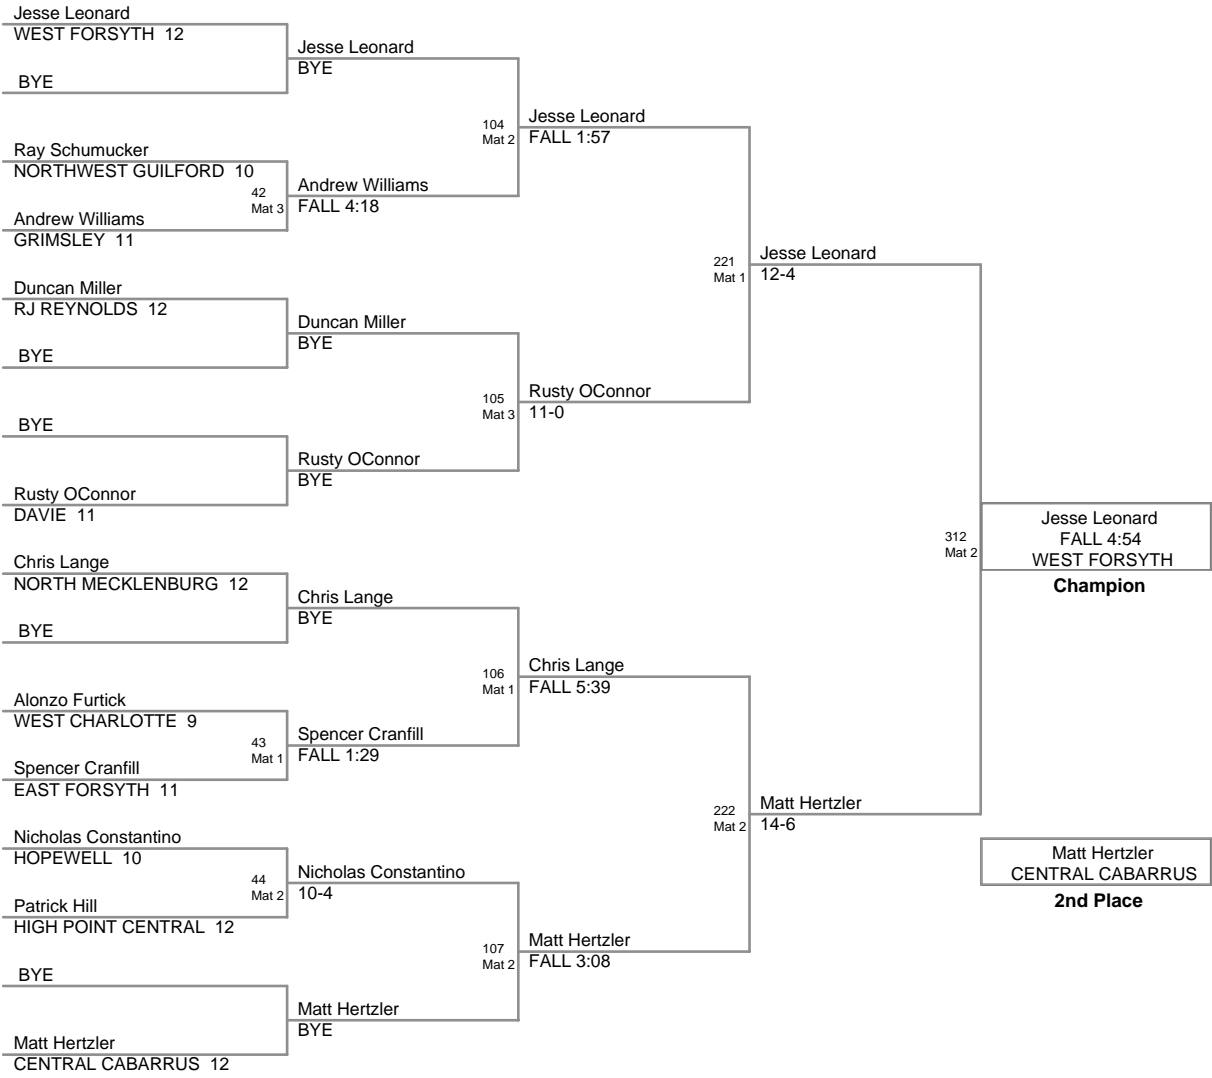 Jesse Leonard
WEST FORSYTH 12
BYE
Ray Schumucker
NORTHWEST GUILFORD 10
42
Mat 3
Andrew Williams
GRIMSLEY 11
Duncan Miller
RJ REYNOLDS 12
BYE
BYE
Rusty OConnor
DAVIE 11
Chris Lange
NORTH MECKLENBURG 12
BYE
Alonzo Furtick
WEST CHARLOTTE 9
43
Mat 1
Spencer Cranfill
EAST FORSYTH 11
Nicholas Constantino
HOPEWELL 10
44
Mat 2
Patrick Hill
HIGH POINT CENTRAL 12
BYE
Matt Hertzler
CENTRAL CABARRUS 12
Jesse Leonard
BYE
104
Mat 2
Andrew Williams
FALL 4:18
Duncan Miller
BYE
105
Mat 3
Rusty OConnor
BYE
Chris Lange
BYE
106
Mat 1
Spencer Cranfill
FALL 1:29
Nicholas Constantino
10-4
107
Mat 2
Matt Hertzler
BYE
Jesse Leonard
FALL 1:57
221
Mat 1
Rusty OConnor
11-0
Chris Lange
FALL 5:39
222
Mat 2
Matt Hertzler
FALL 3:08
Jesse Leonard
12-4
312
Mat 2
Matt Hertzler
14-6
Jesse Leonard
FALL 4:54
WEST FORSYTH
Champion
Matt Hertzler
CENTRAL CABARRUS
2nd Place